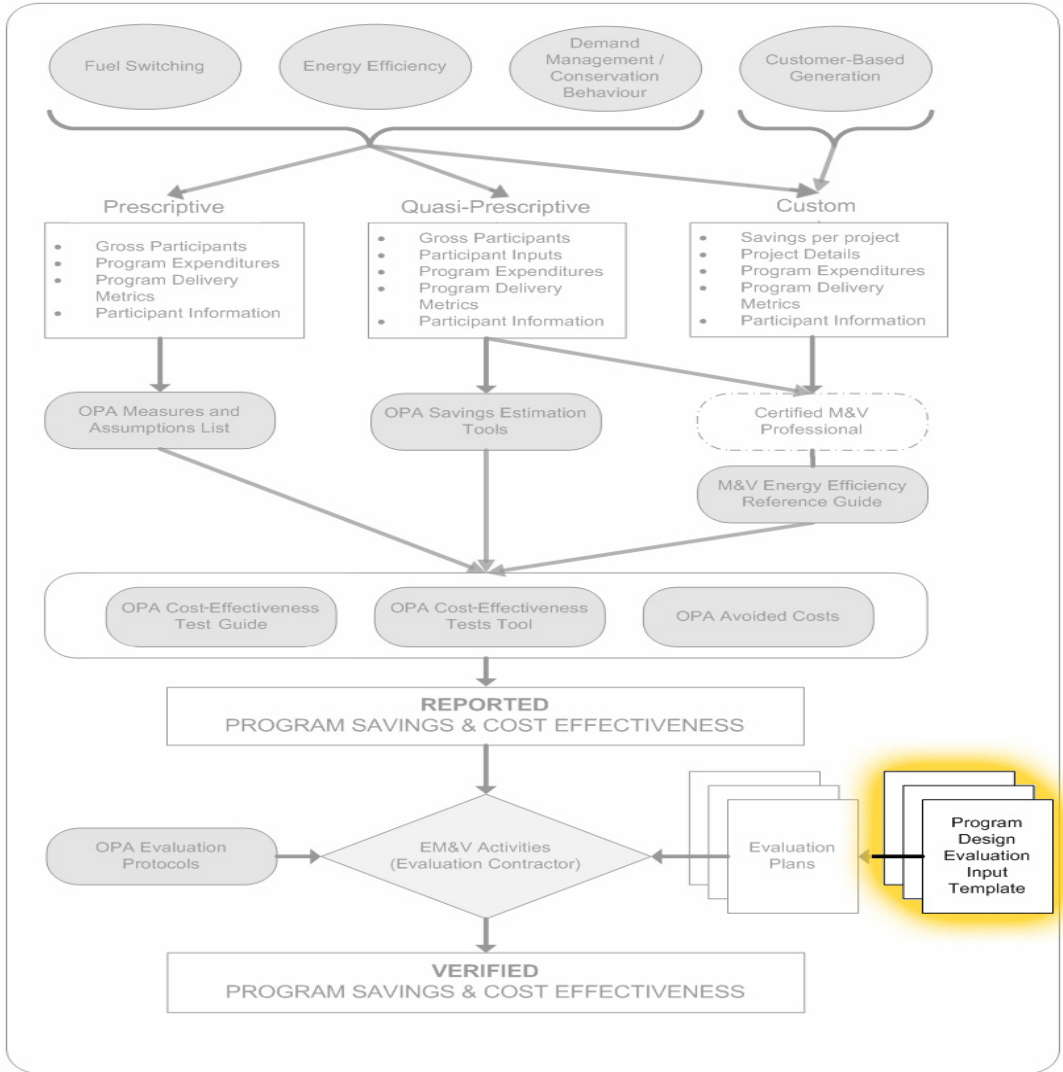 Fuel Switching
Energy Efficiency
Demand
Management /
Conservation
Behaviour
Customer-Based
Generation
Prescriptive
• Gross Participants
• Program Expenditures
• Program Delivery
Metrics
• Participant Information
Quasi-Prescriptive
• Gross Participants
• Participant Inputs
• Program Expenditures
• Program Delivery
Metrics
• Participant Information
Custom
• Savings per project
• Project Details
• Program Expenditures
• Program Delivery
Metrics
• Participant Information
OPA Measures and
Assumptions List
OPA Savings Estimation
Tools
Certified M&V
Professional
M&V Energy Efficiency
Reference Guide
OPA Cost-Effectiveness
Test Guide
OPA Cost-Effectiveness
Tests Tool
OPA Avoided Costs
REPORTED
PROGRAM SAVINGS & COST EFFECTIVENESS
OPA Evaluation
Protocols
EM&V Activities
(Evaluation Contractor)
Evaluation
Plans
Program
Design
Evaluation
Input
Template
VERIFIED
PROGRAM SAVINGS & COST EFFECTIVENESS